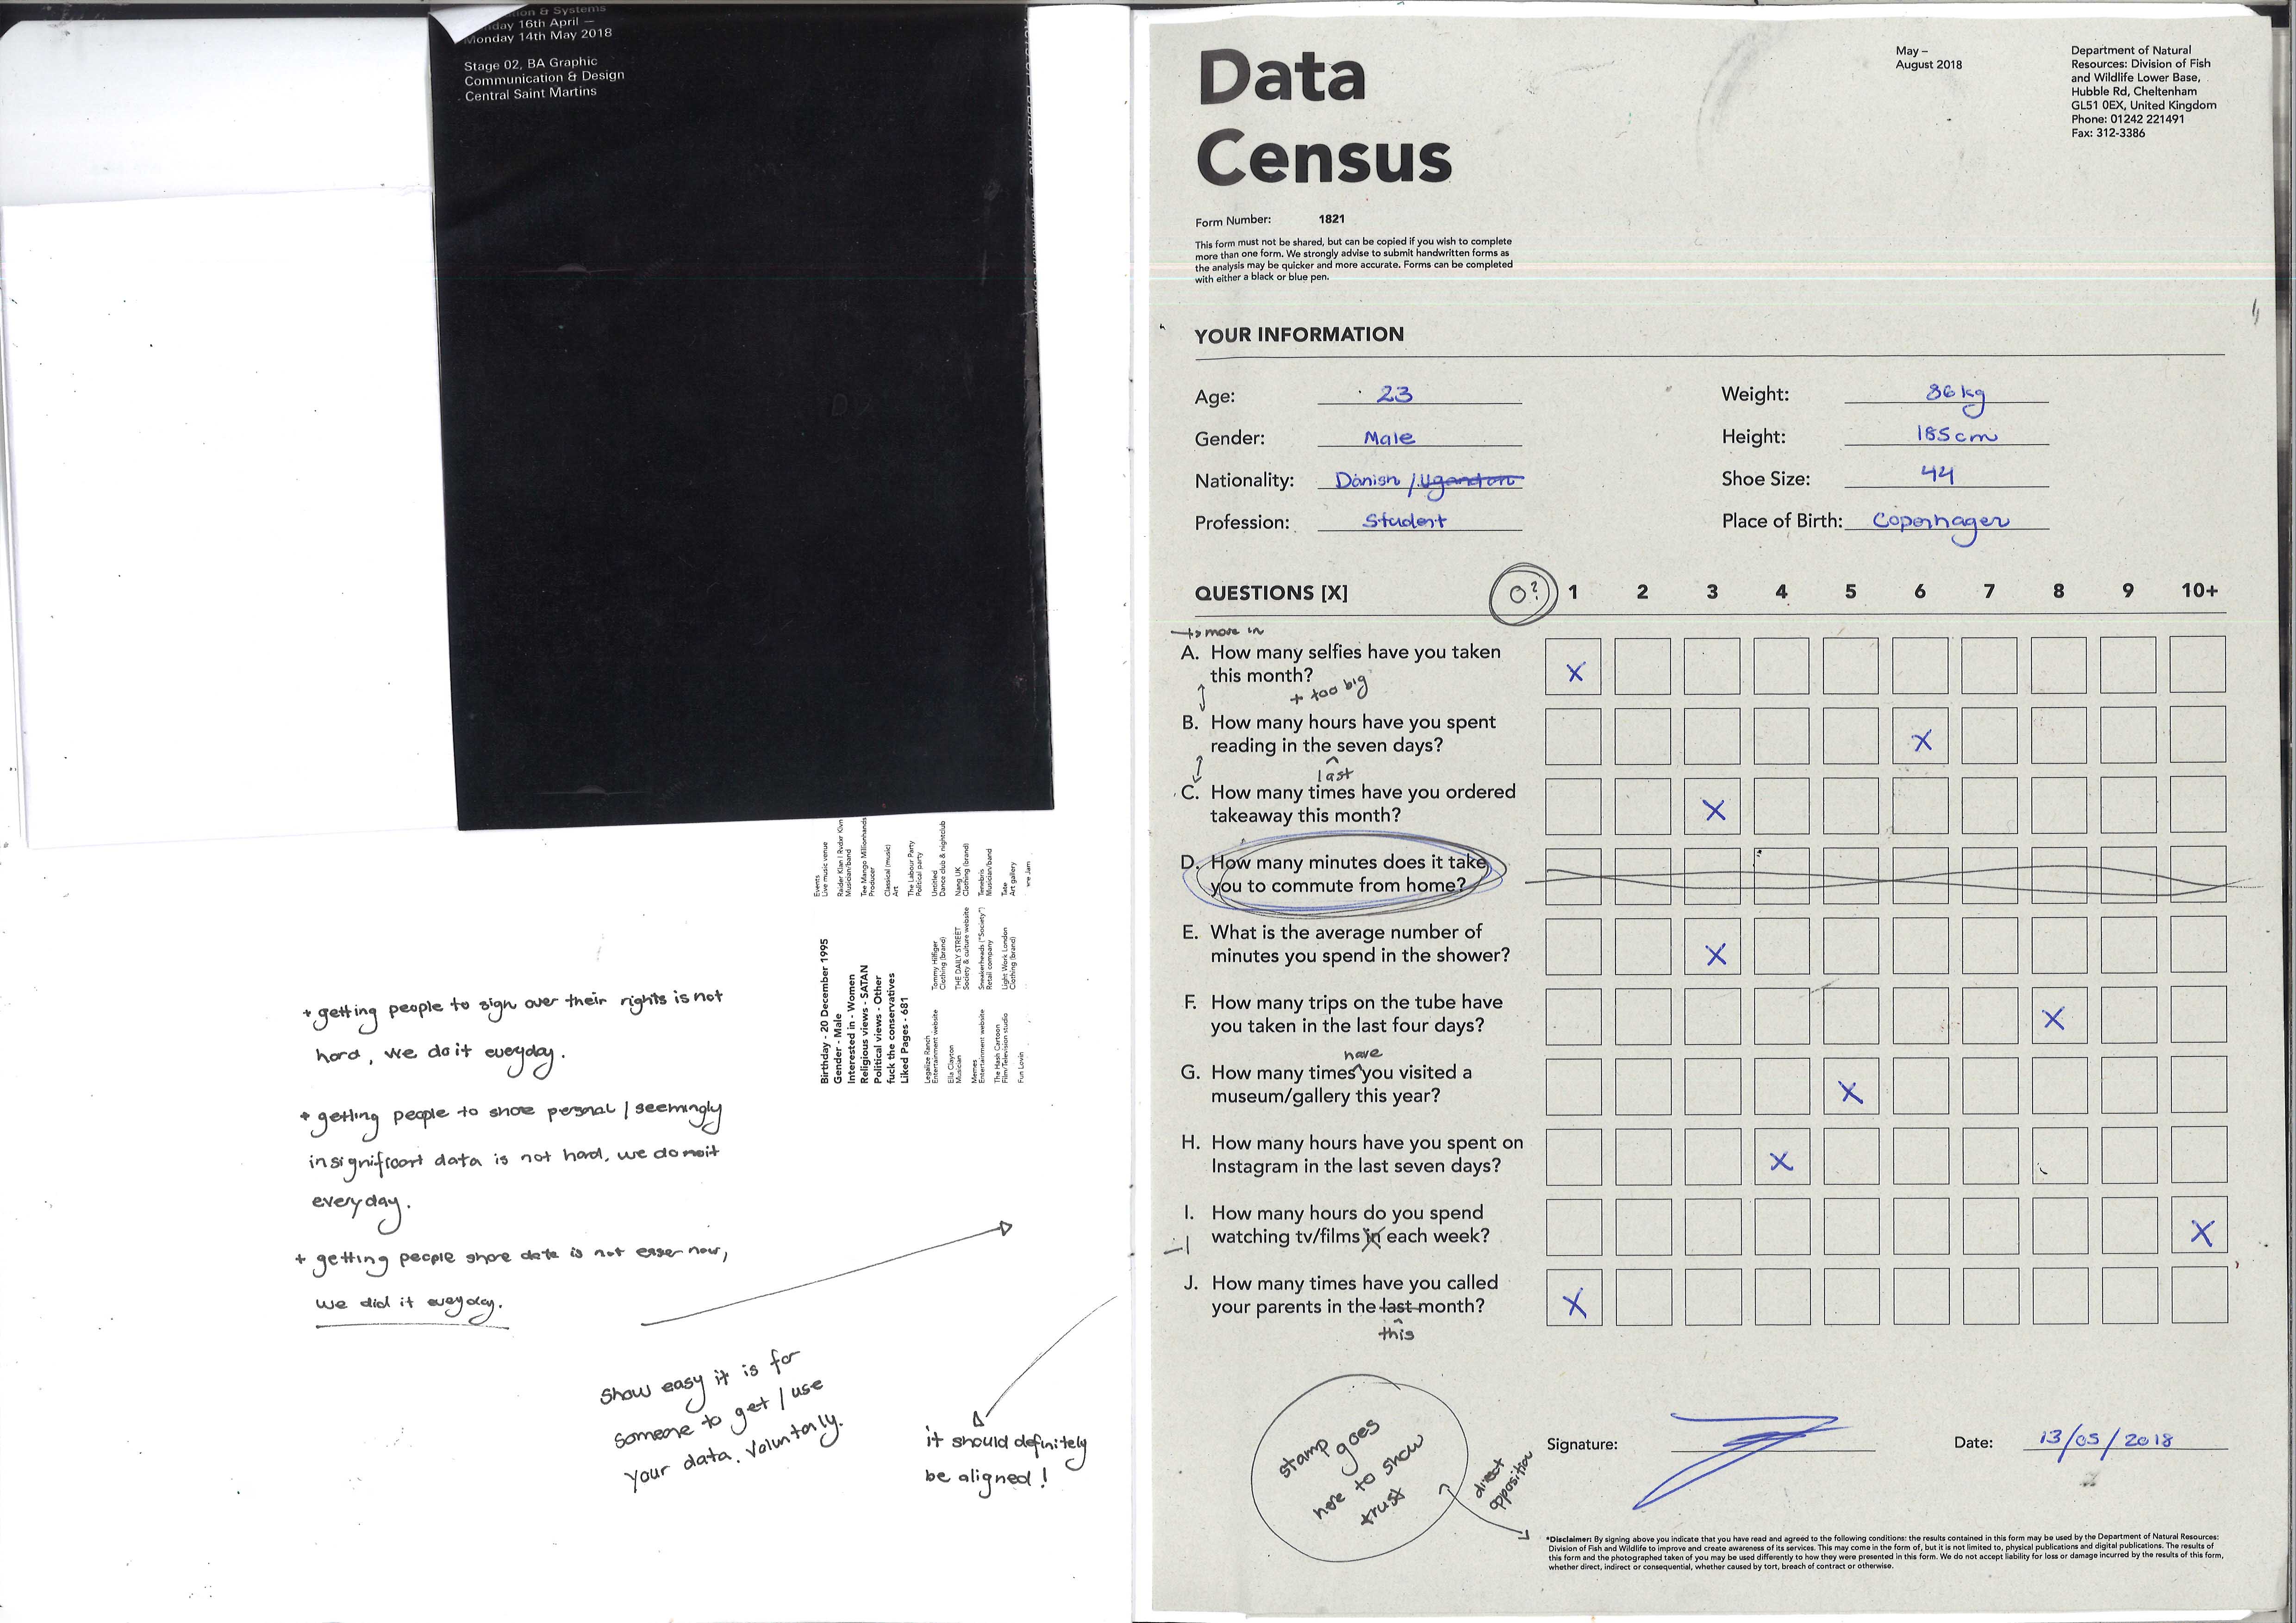 & Systems
day 16th April –
Monday 14th May 2018
Stage 02, BA Graphic
Communication & Design
Central Saint Martins
Events
Live music venue
Raider Klan | Rvdxr Klvn
Musician/band
Tee Mango Millionhands
Producer
Classical (music)
Art
The Labour Party
Political party
Untitled
Dance club & nightclub
Nang UK
Clothing (brand)
Tenebris
Musician/band
Tate
Art gallery
we Jam
Birthday - 20 December 1995
Gender - Male
Interested in - Women
Religious views - SATAN
Political views - Other
fuck the conservatives
Liked Pages - 681
Tommy Hilfiger
Clothing (brand)
THE DAILY STREET
Society & culture website
Sneakerheads ("Society")
Retail company
Light Work London
Clothing (brand)
Legalize Ranch
Entertainment website
Ella Clayton
Musician
Memes
Entertainment website
The Hash Cartoon
Film/Television studio
Fun Lovin
+ getting people to sign over their rights is not
hard, we do it everyday.
+ getting people to share personal / seemingly
insignificant data is not hard, we do it
everyday.
+ getting people share data is not now,
we did it everyday.
show easy it is for
someone to get / use
your data. Voluntarly.
it should definitely
be aligned!
Data
Census
May –
August 2018
Department of Natural
Resources: Division of Fish
and Wildlife Lower Base,
Hubble Rd, Cheltenham
GL51 0EX, United Kingdom
Phone: 01242 221491
Fax: 312-3386
Form Number: 1821
This form must not be shared, but can be copied if you wish to complete
more than one form. We strongly advise to submit handwritten forms as
the analysis may be quicker and more accurate. Forms can be completed
with either a black or blue pen.
YOUR INFORMATION
Age: 23 Weight: 86kg
Gender: Male Height: 185cm
Nationality: Danish / Ugandan Shoe Size: 44
Profession: Student Place of Birth: Copenhagen
QUESTIONS [X] 0? 1 2 3 4 5 6 7 8 9 10+
→ move in
A. How many selfies have you taken
this month? X
+ too big
B. How many hours have you spent
reading in the seven days? X
last
C. How many times have you ordered
takeaway this month? X
D. How many minutes does it take
you to commute from home?
E. What is the average number of
minutes you spend in the shower? X
F. How many trips on the tube have
you taken in the last four days? X
have
G. How many times you visited a
museum/gallery this year? X
H. How many hours have you spent on
Instagram in the last seven days? X
I. How many hours do you spend
watching tv/films in each week? X
J. How many times have you called
your parents in the last month? X
this
stamp goes
here to show
trust
direct
opposition
Signature: Date: 13/05/2018
*Disclaimer: By signing above you indicate that you have read and agreed to the following conditions: the results contained in this form may be used by the Department of Natural Resources:
Division of Fish and Wildlife to improve and create awareness of its services. This may come in the form of, but it is not limited to, physical publications and digital publications. The results of
this form and the photographed taken of you may be used differently to how they were presented in this form. We do not accept liability for loss or damage incurred by the results of this form,
whether direct, indirect or consequential, whether caused by tort, breach of contract or otherwise.